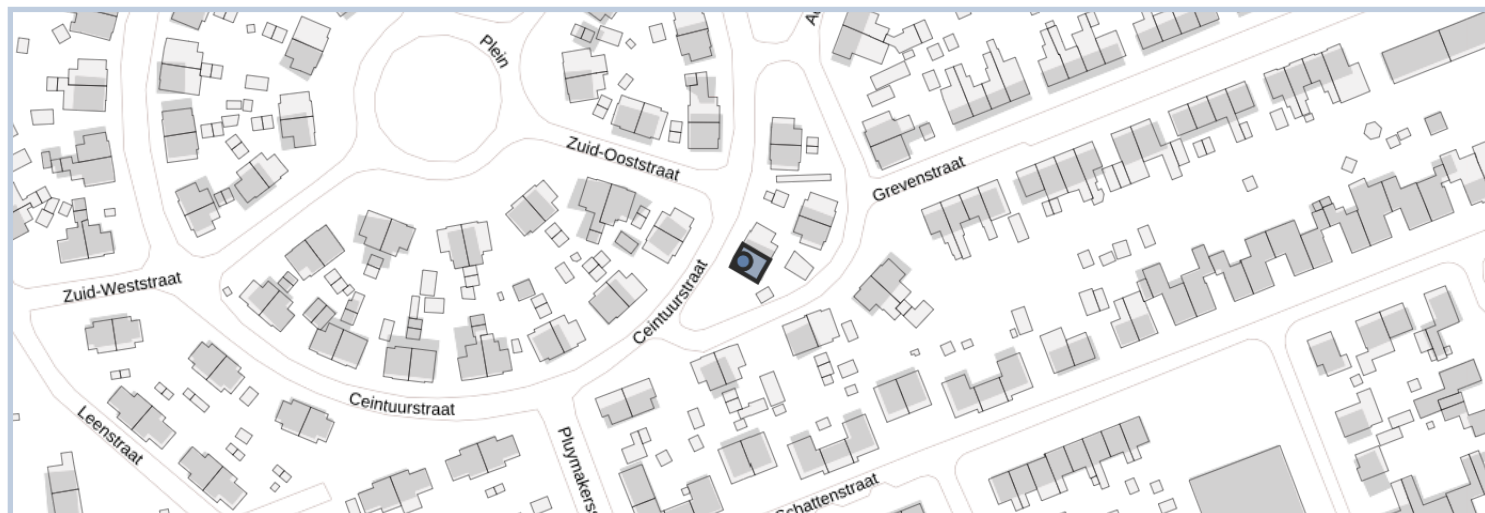 Plein
Zuid-Ooststraat
Grevenstraat
Zuid-Weststraat
Ceintuurstraat
Ceintuurstraat
Leenstraat
Schattenstraat